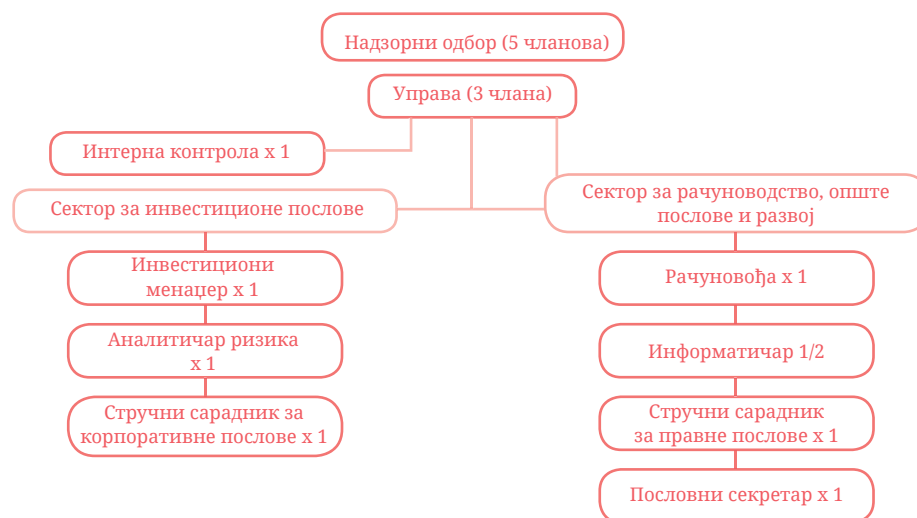 Надзорни одбор (5 чланова)
Управа (3 члана)
Интерна контрола x 1
Сектор за инвестиционе послове
Сектор за рачуноводство, опште
послове и развој
Инвестициони
менаџер x 1
Аналитичар ризика
x 1
Стручни сарадник за
корпоративне послове x 1
Рачуновођа x 1
Информатичар 1/2
Стручни сарадник
за правне послове x 1
Пословни секретар x 1